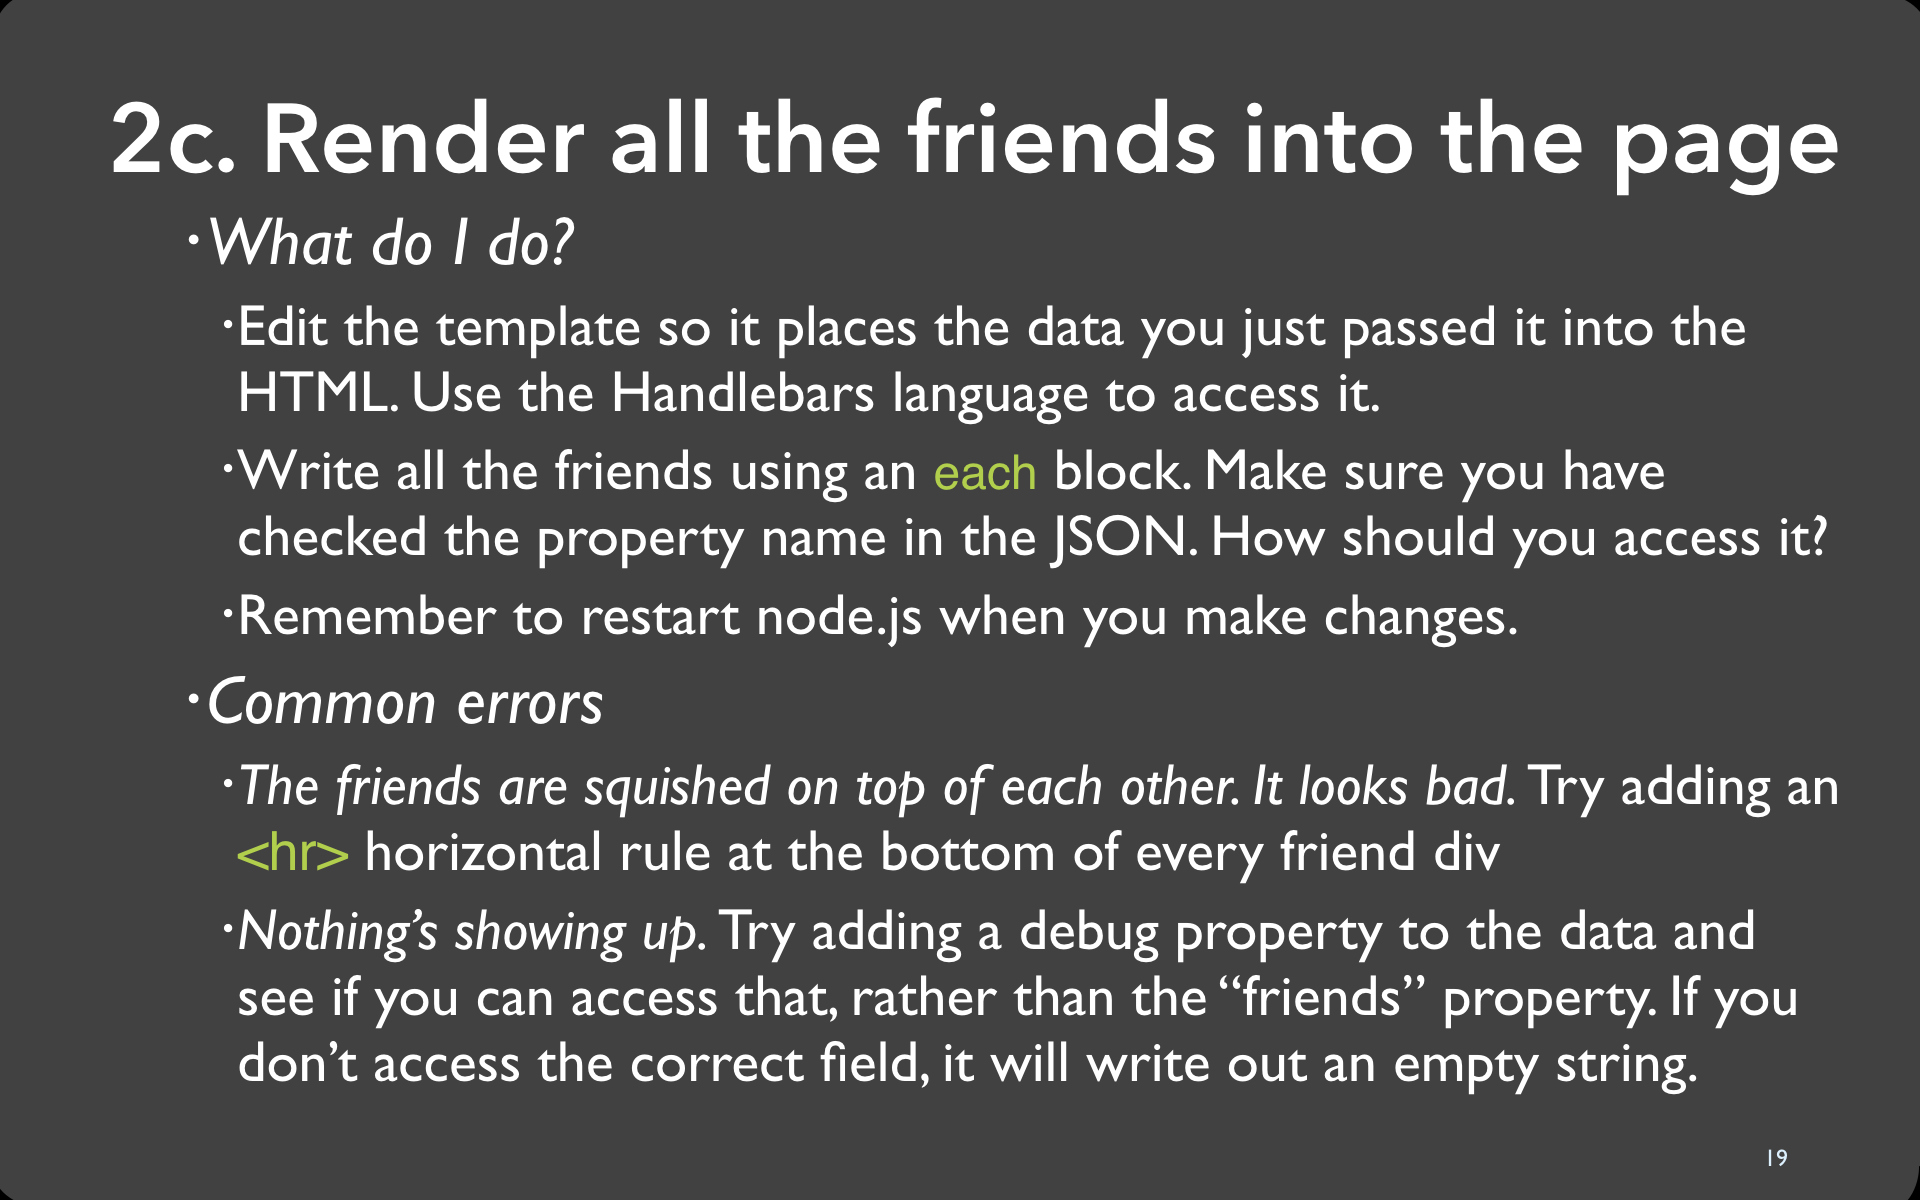 2c. Render all the friends into the page
·What do I do?
·Edit the template so it places the data you just passed it into the
HTML. Use the Handlebars language to access it.
·Write all the friends using an each block. Make sure you have
checked the property name in the JSON. How should you access it?
·Remember to restart node.js when you make changes.
·Common errors
·The friends are squished on top of each other. It looks bad. Try adding an
<hr> horizontal rule at the bottom of every friend div
·Nothing’s showing up. Try adding a debug property to the data and
see if you can access that, rather than the “friends” property. If you
don’t access the correct field, it will write out an empty string.
19